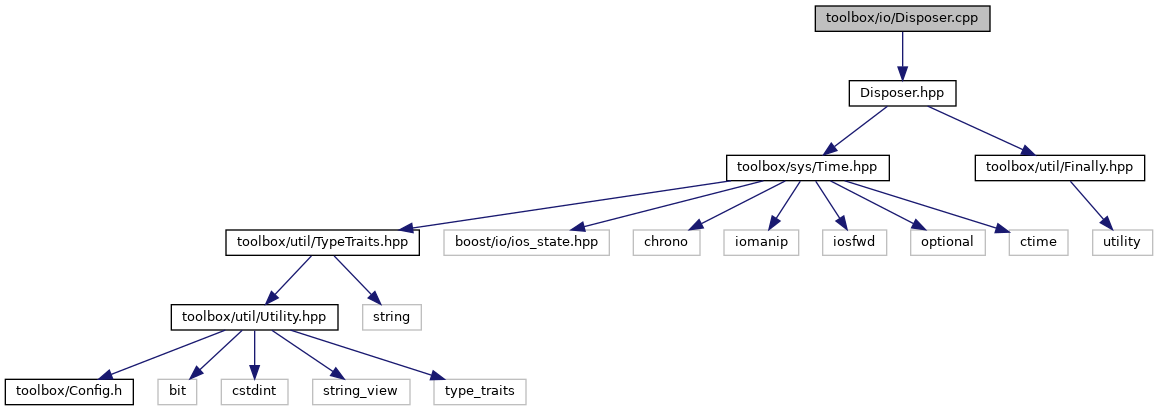 toolbox/io/Disposer.cpp
Disposer.hpp
toolbox/sys/Time.hpp
toolbox/util/Finally.hpp
toolbox/util/TypeTraits.hpp
boost/io/ios_state.hpp
chrono
iomanip
iosfwd
optional
ctime
utility
toolbox/util/Utility.hpp
string
toolbox/Config.h
bit
cstdint
string_view
type_traits